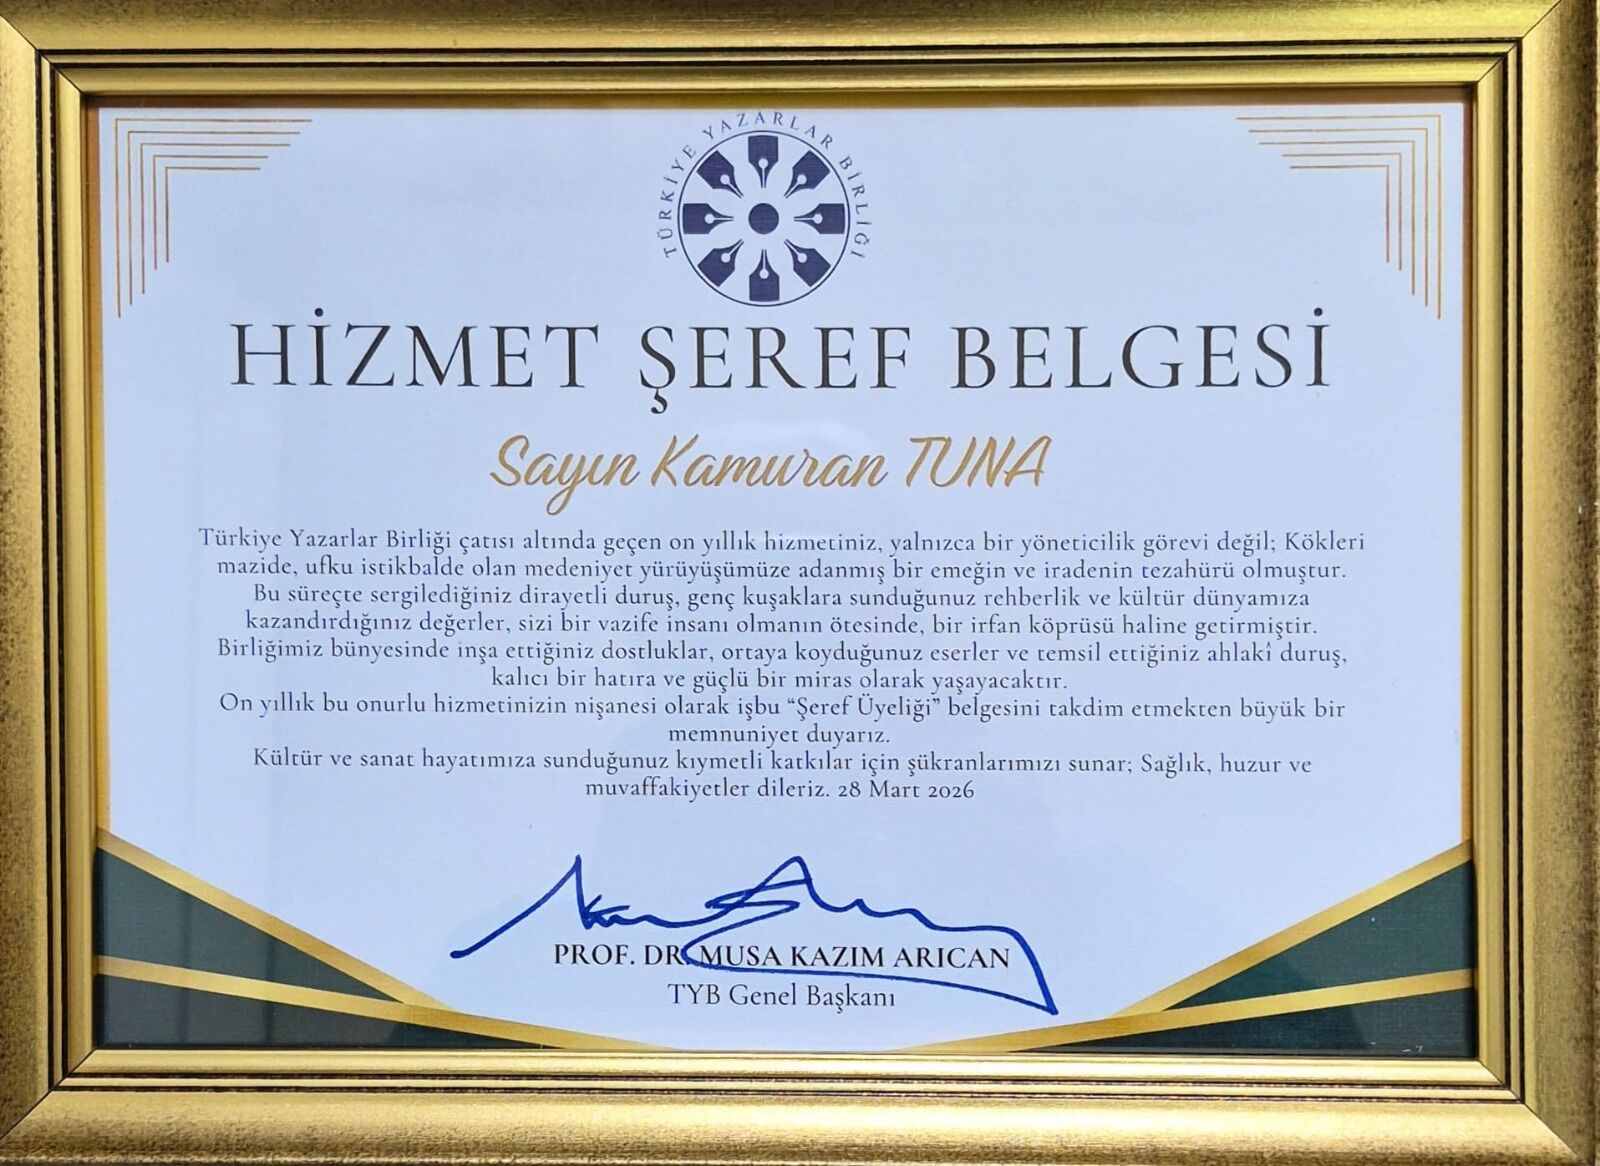 TÜRKİYE YAZARLAR BİRLİĞİ
HİZMET ŞEREF BELGESİ
Sayın Kamuran TUNA
Türkiye Yazarlar Birliği çatısı altında geçen on yıllık hizmetiniz, yalnızca bir yöneticilik görevi değil; Kökleri
mazide, ufku istikbalde olan medeniyet yürüyüşümüze adanmış bir emeğin ve iradenin tezahürü olmuştur.
Bu süreçte sergilediğiniz dirayetli duruş, genç kuşaklara sunduğunuz rehberlik ve kültür dünyamıza
kazandırdığınız değerler, sizi bir vazife insanı olmanın ötesinde, bir irfan köprüsü haline getirmiştir.
Birliğimiz bünyesinde inşa ettiğiniz dostluklar, ortaya koyduğunuz eserler ve temsil ettiğiniz ahlakî duruş,
kalıcı bir hatıra ve güçlü bir miras olarak yaşayacaktır.
On yıllık bu onurlu hizmetinizin nişanesi olarak işbu “Şeref Üyeliği” belgesini takdim etmekten büyük bir
memnuniyet duyarız.
Kültür ve sanat hayatımıza sunduğunuz kıymetli katkılar için şükranlarımızı sunar; Sağlık, huzur ve
muvaffakiyetler dileriz. 28 Mart 2026
PROF. DR. MUSA KAZIM ARICAN
TYB Genel Başkanı